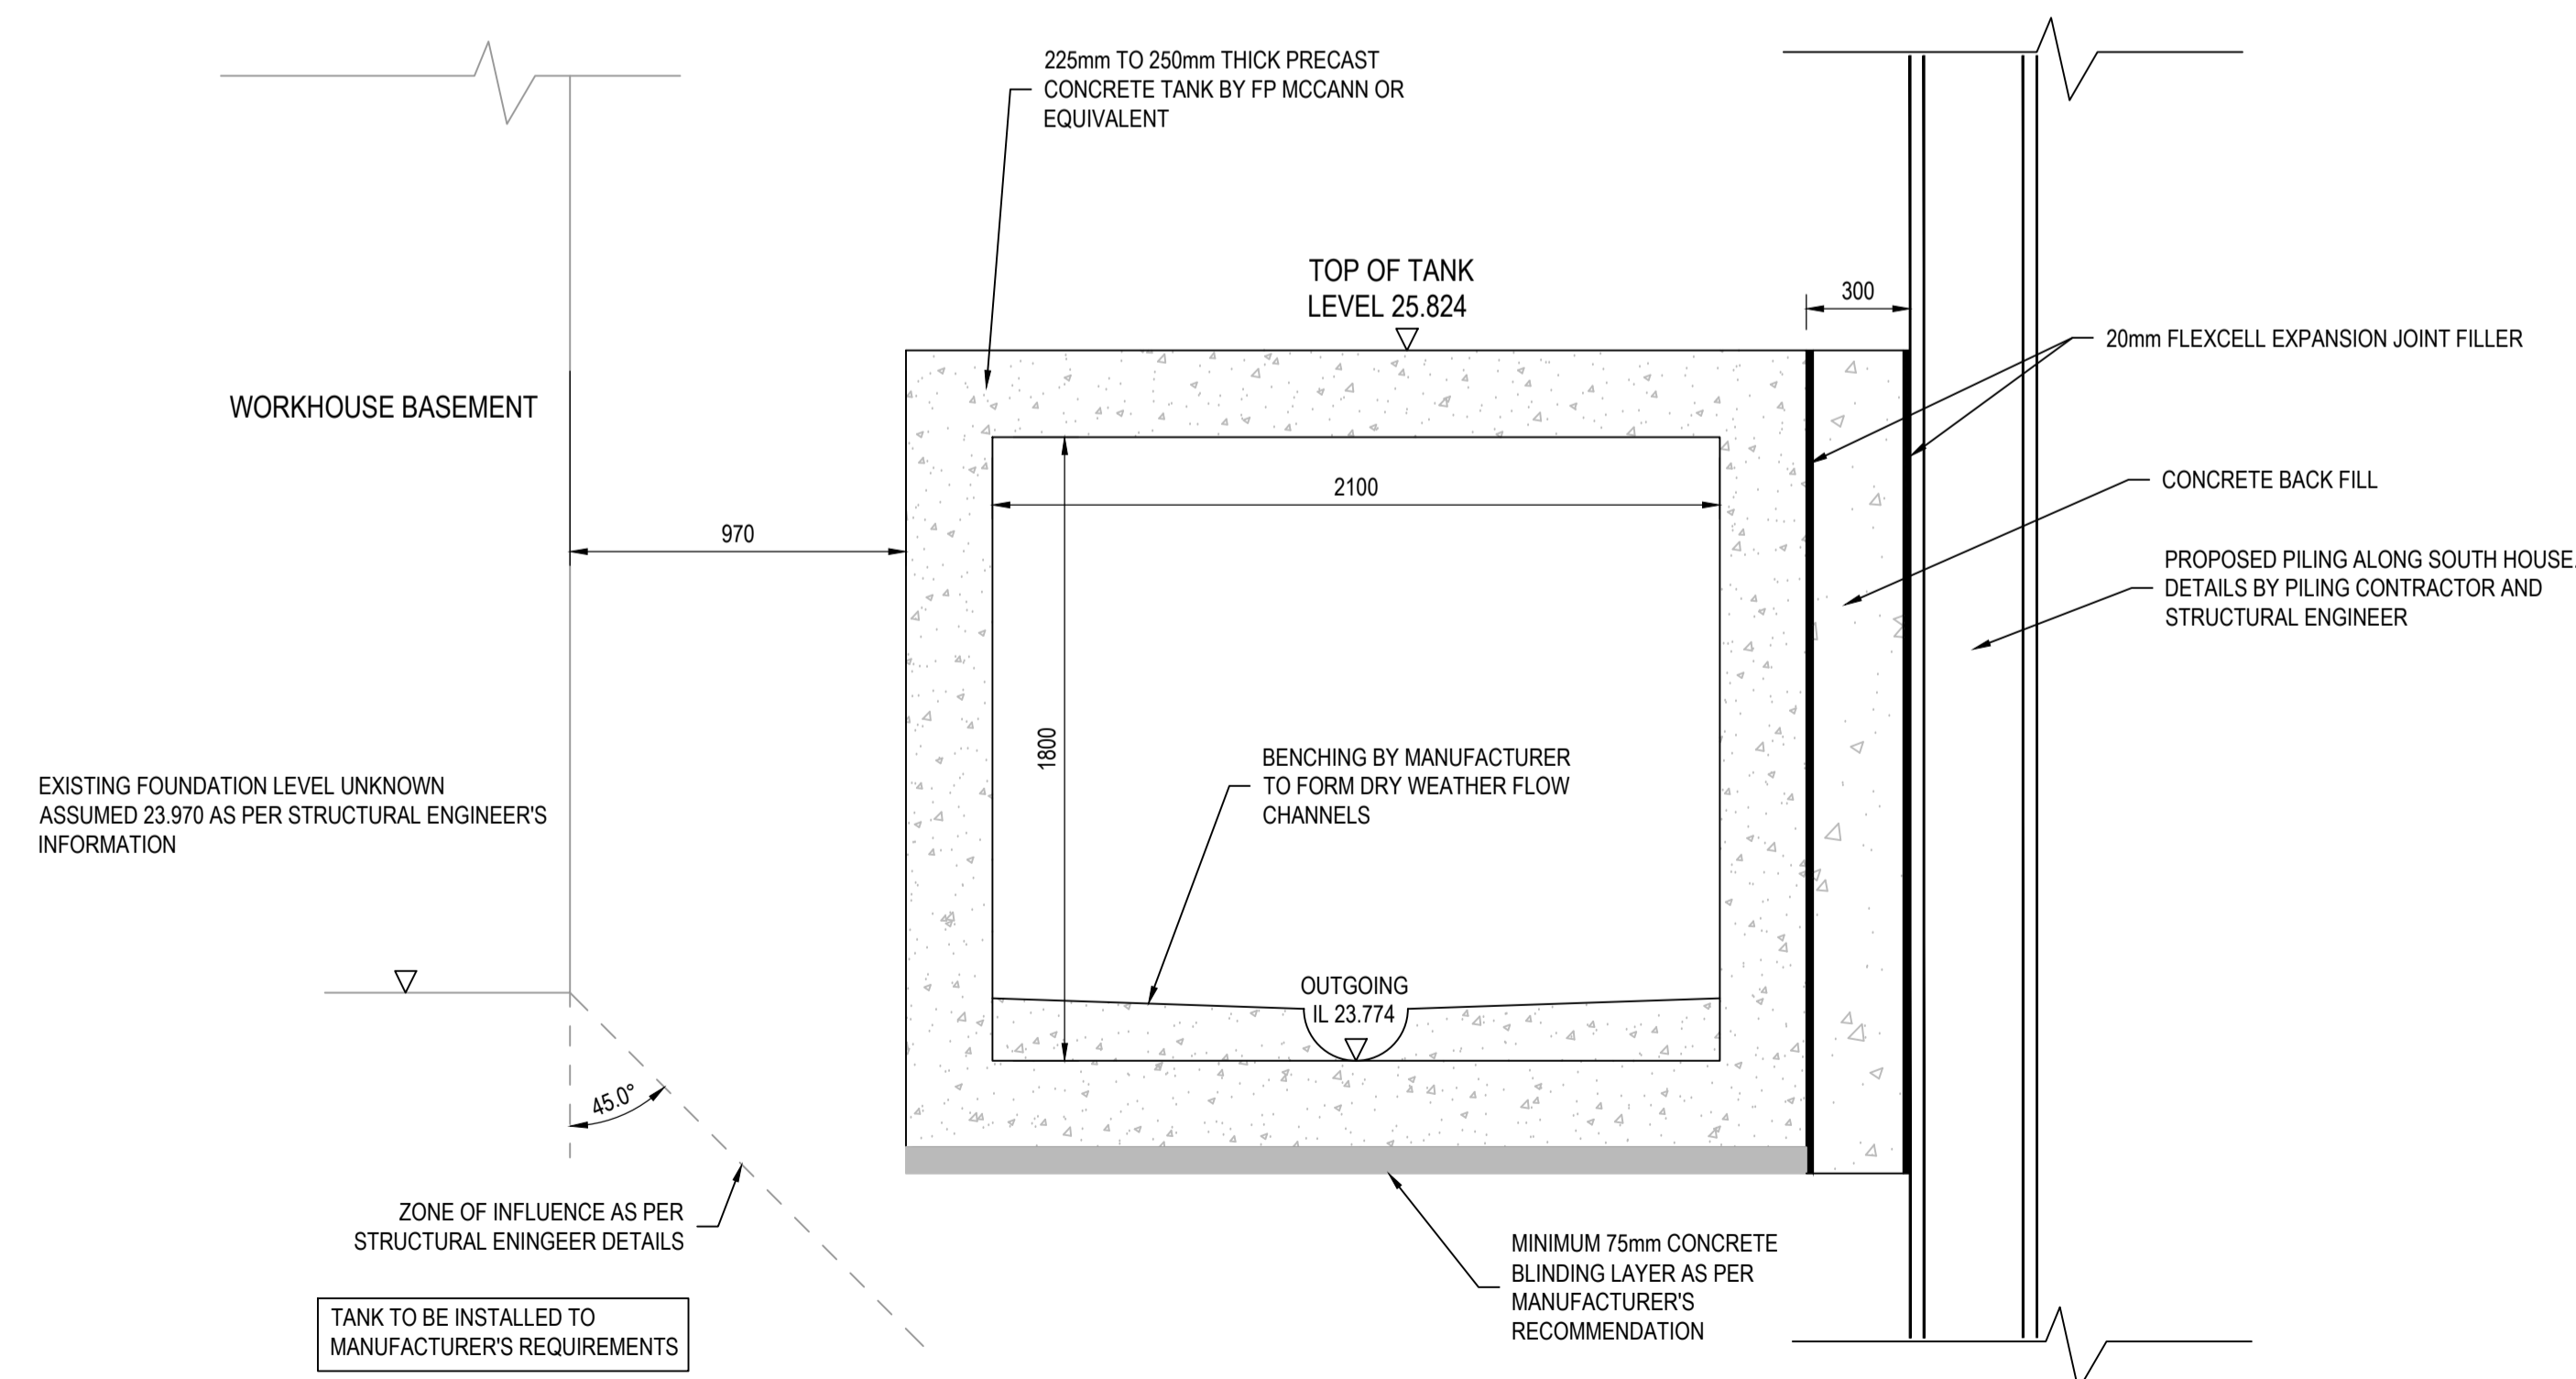 225mm TO 250mm THICK PRECAST
CONCRETE TANK BY FP MCCANN OR
EQUIVALENT
TOP OF TANK
LEVEL 25.824
300
20mm FLEXCELL EXPANSION JOINT FILLER
WORKHOUSE BASEMENT
2100
CONCRETE BACK FILL
970
PROPOSED PILING ALONG SOUTH HOUSE.
DETAILS BY PILING CONTRACTOR AND
STRUCTURAL ENGINEER
1800
BENCHING BY MANUFACTURER
TO FORM DRY WEATHER FLOW
CHANNELS
EXISTING FOUNDATION LEVEL UNKNOWN
ASSUMED 23.970 AS PER STRUCTURAL ENGINEER'S
INFORMATION
OUTGOING
IL 23.774
45.0°
ZONE OF INFLUENCE AS PER
STRUCTURAL ENINGEER DETAILS
MINIMUM 75mm CONCRETE
BLINDING LAYER AS PER
MANUFACTURER'S
RECOMMENDATION
TANK TO BE INSTALLED TO
MANUFACTURER'S REQUIREMENTS